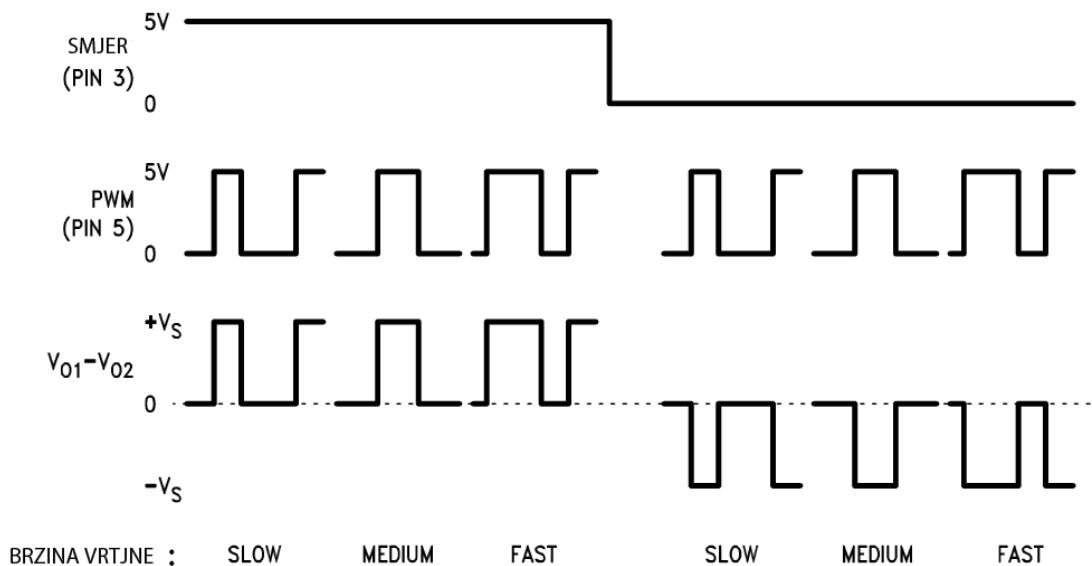 5V
SMJER
(PIN 3)
0
5V
PWM
(PIN 5)
0
+VS
VO1-VO2
0
-VS
BRZINA VRTJNE : SLOW MEDIUM FAST SLOW MEDIUM FAST